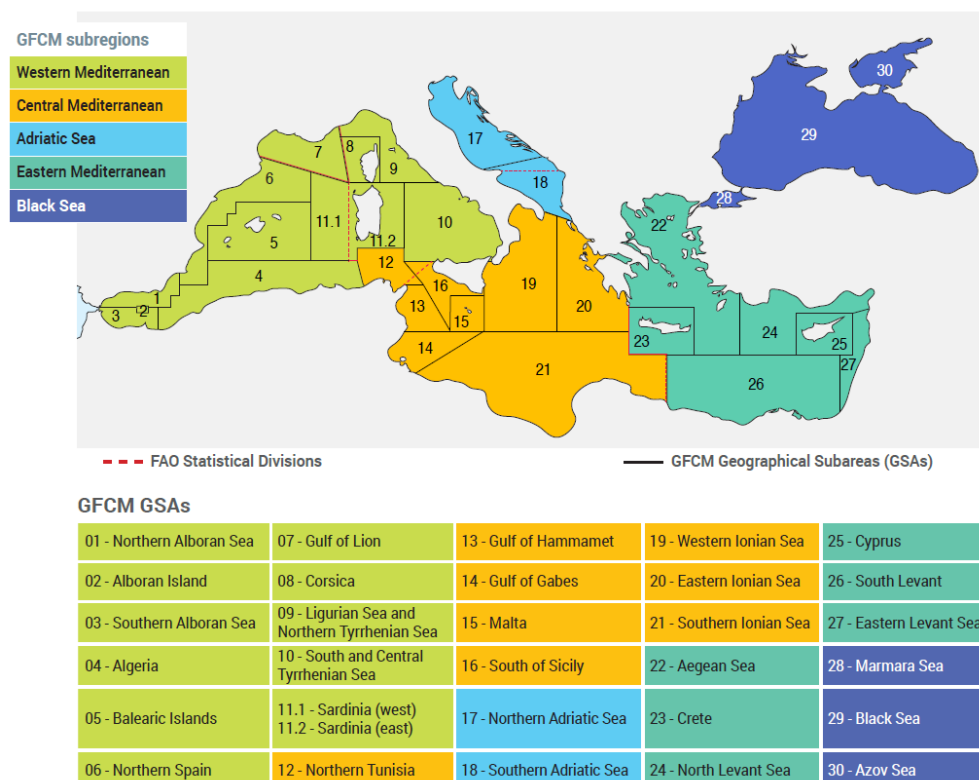 GFCM subregions
Western Mediterranean
Central Mediterranean
Adriatic Sea
Eastern Mediterranean
Black Sea
30
29
28
17
18
7
8
9
6
11.1
11.2
10
5
4
12
1
2
3
16
13
15
14
19
20
21
22
23
24
25
26
27
FAO Statistical Divisions
GFCM Geographical Subareas (GSAs)
GFCM GSAs
01 - Northern Alboran Sea
02 - Alboran Island
03 - Southern Alboran Sea
04 - Algeria
05 - Balearic Islands
06 - Northern Spain
07 - Gulf of Lion
08 - Corsica
09 - Ligurian Sea and
Northern Tyrrhenian Sea
10 - South and Central
Tyrrhenian Sea
11.1 - Sardinia (west)
11.2 - Sardinia (east)
12 - Northern Tunisia
13 - Gulf of Hammamet
14 - Gulf of Gabes
15 - Malta
16 - South of Sicily
17 - Northern Adriatic Sea
18 - Southern Adriatic Sea
19 - Western Ionian Sea
20 - Eastern Ionian Sea
21 - Southern Ionian Sea
22 - Aegean Sea
23 - Crete
24 - North Levant Sea
25 - Cyprus
26 - South Levant
27 - Eastern Levant Sea
28 - Marmara Sea
29 - Black Sea
30 - Azov Sea